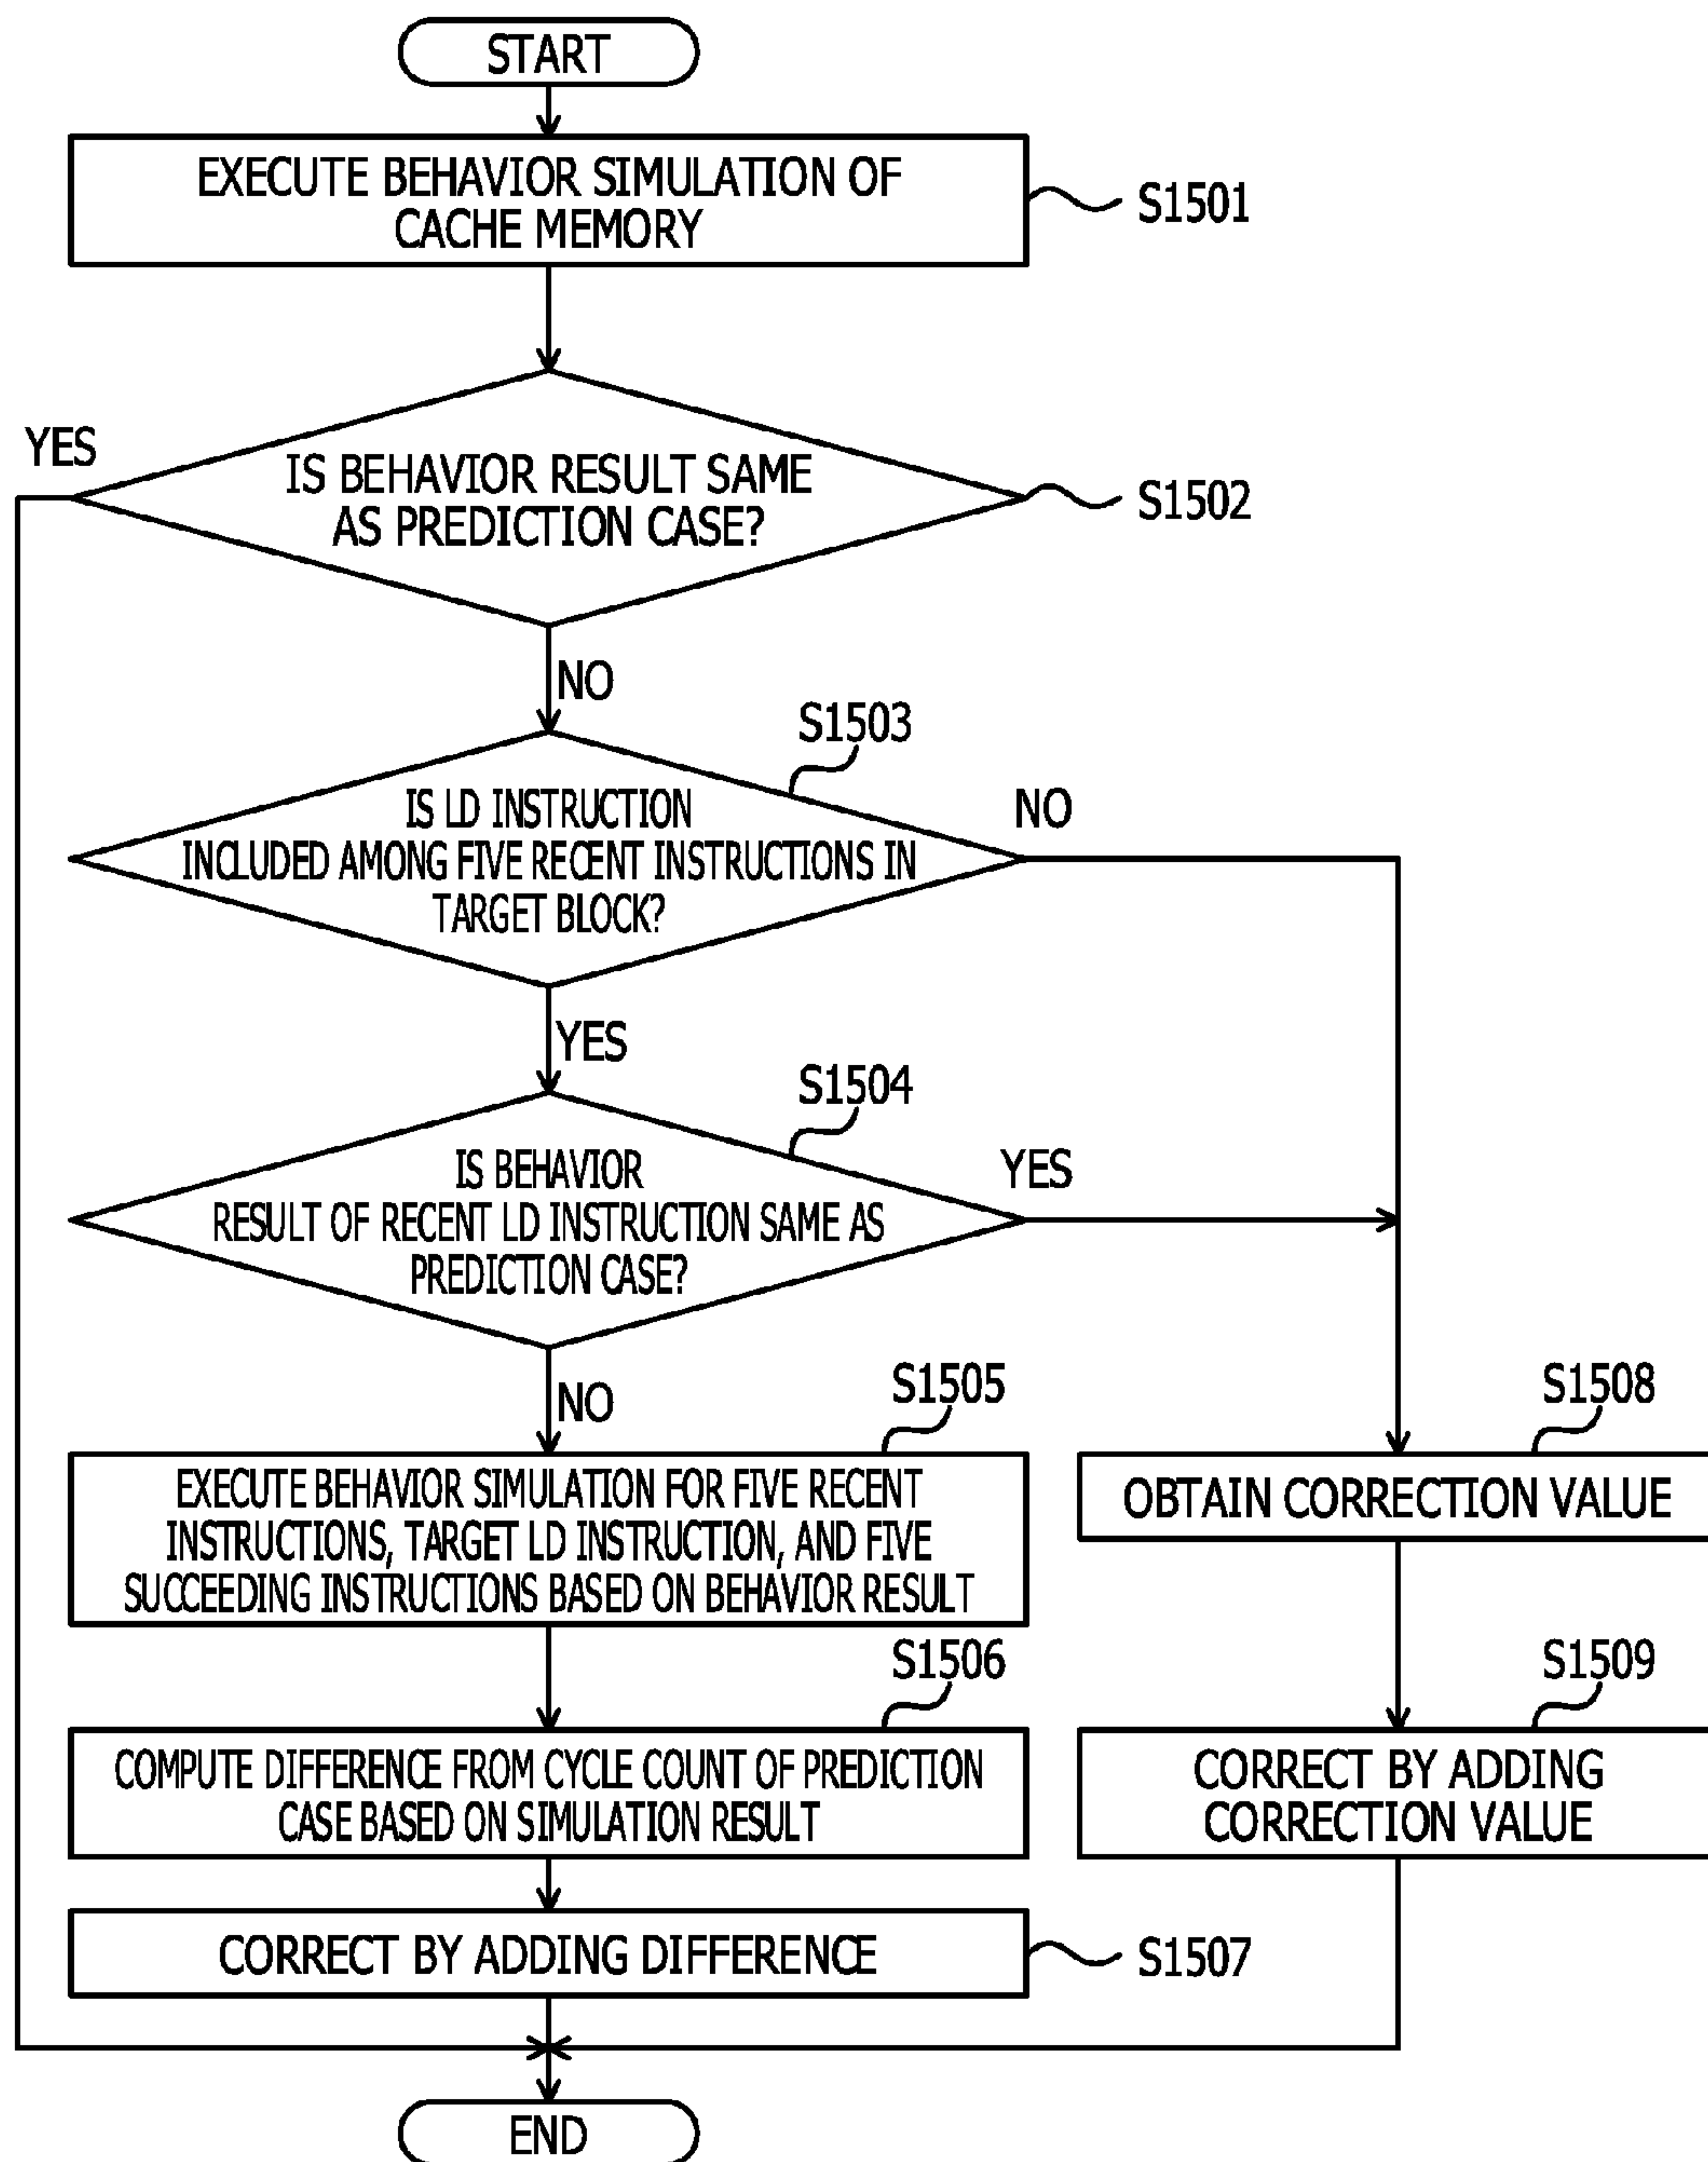 START
EXECUTE BEHAVIOR SIMULATION OF
CACHE MEMORY
S1501
YES
IS BEHAVIOR RESULT SAME
AS PREDICTION CASE?
S1502
NO
S1503
IS LD INSTRUCTION
INCLUDED AMONG FIVE RECENT INSTRUCTIONS IN
TARGET BLOCK?
NO
YES
S1504
IS BEHAVIOR
RESULT OF RECENT LD INSTRUCTION SAME AS
PREDICTION CASE?
YES
NO
S1505
EXECUTE BEHAVIOR SIMULATION FOR FIVE RECENT
INSTRUCTIONS, TARGET LD INSTRUCTION, AND FIVE
SUCCEEDING INSTRUCTIONS BASED ON BEHAVIOR RESULT
S1508
OBTAIN CORRECTION VALUE
S1506
COMPUTE DIFFERENCE FROM CYCLE COUNT OF PREDICTION
CASE BASED ON SIMULATION RESULT
S1509
CORRECT BY ADDING
CORRECTION VALUE
CORRECT BY ADDING DIFFERENCE
S1507
END